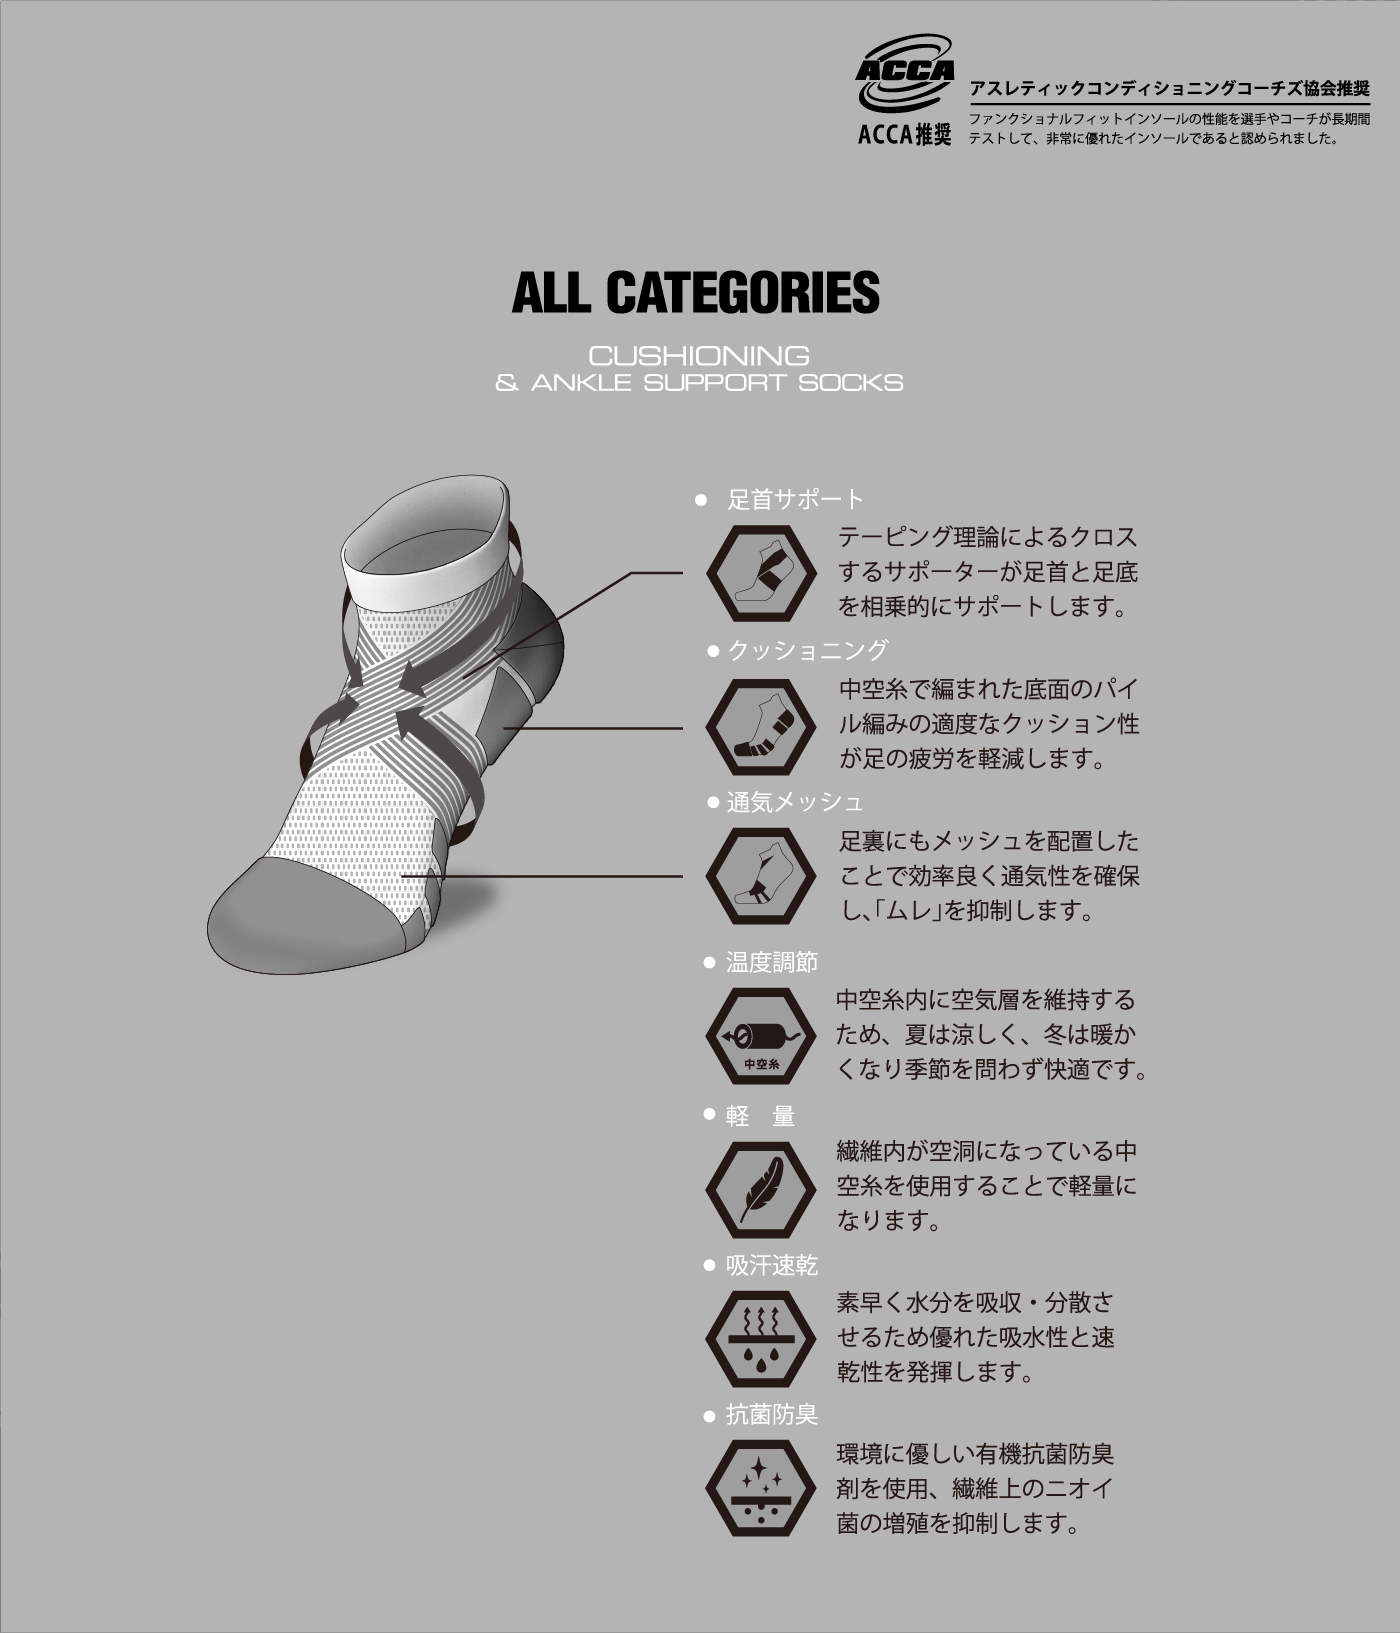 ACCA
ACCA推奨
アスレティックコンディショニングコーチズ協会推奨
ファンクショナルフィットインソールの性能を選手やコーチが長期間
テストして、非常に優れたインソールであると認められました。
ALL CATEGORIES
CUSHIONING
& ANKLE SUPPORT SOCKS
● 足首サポート
テーピング理論によるクロス
するサポーターが足首と足底
を相乗的にサポートします。
● クッショニング
中空糸で編まれた底面のパイ
ル編みの適度なクッション性
が足の疲労を軽減します。
● 通気メッシュ
足裏にもメッシュを配置した
ことで効率良く通気性を確保
し、「ムレ」を抑制します。
● 温度調節
中空糸
中空糸内に空気層を維持する
ため、夏は涼しく、冬は暖か
くなり季節を問わず快適です。
● 軽　量
繊維内が空洞になっている中
空糸を使用することで軽量に
なります。
● 吸汗速乾
素早く水分を吸収・分散さ
せるため優れた吸水性と速
乾性を発揮します。
● 抗菌防臭
環境に優しい有機抗菌防臭
剤を使用、繊維上のニオイ
菌の増殖を抑制します。